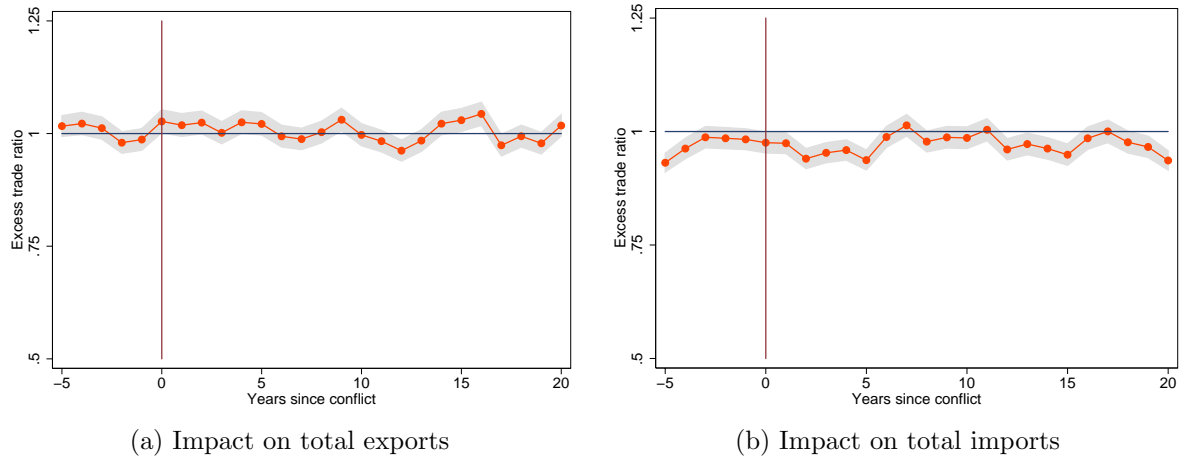 1.25
1
.75
.5
Excess trade ratio
−5 0 5 10 15 20
Years since conflict
(a) Impact on total exports
1.25
1
.75
.5
Excess trade ratio
−5 0 5 10 15 20
Years since conflict
(b) Impact on total imports